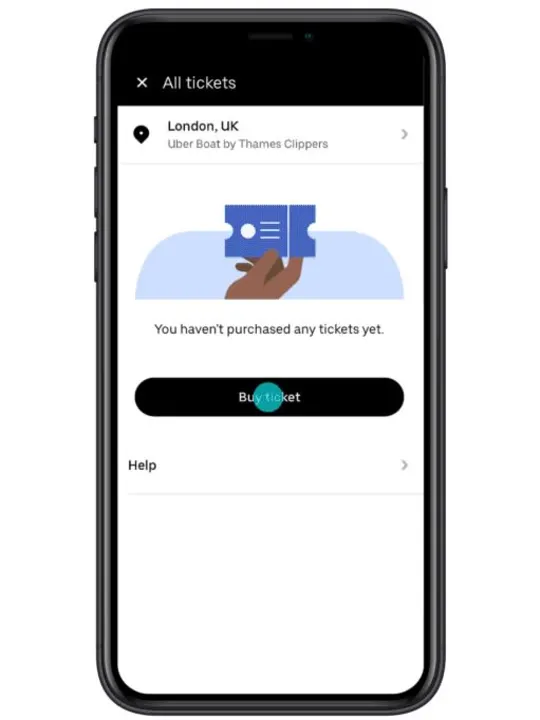 All tickets
London, UK
Uber Boat by Thames Clippers
You haven't purchased any tickets yet.
Buy ticket
Help